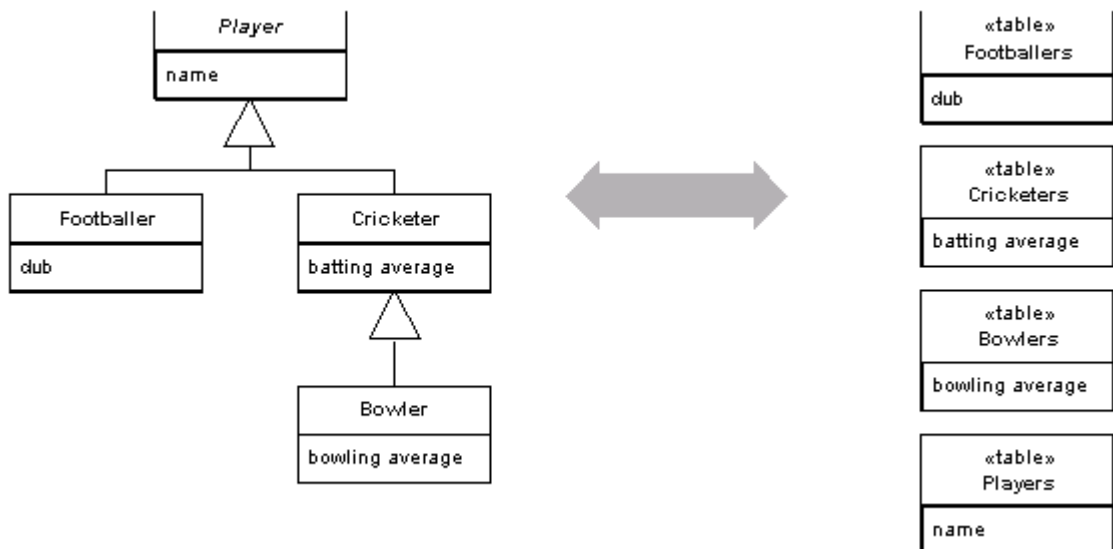 Player
name
Footballer
club
Cricketer
batting average
Bowler
bowling average
«table»
Footballers
club
«table»
Cricketers
batting average
«table»
Bowlers
bowling average
«table»
Players
name